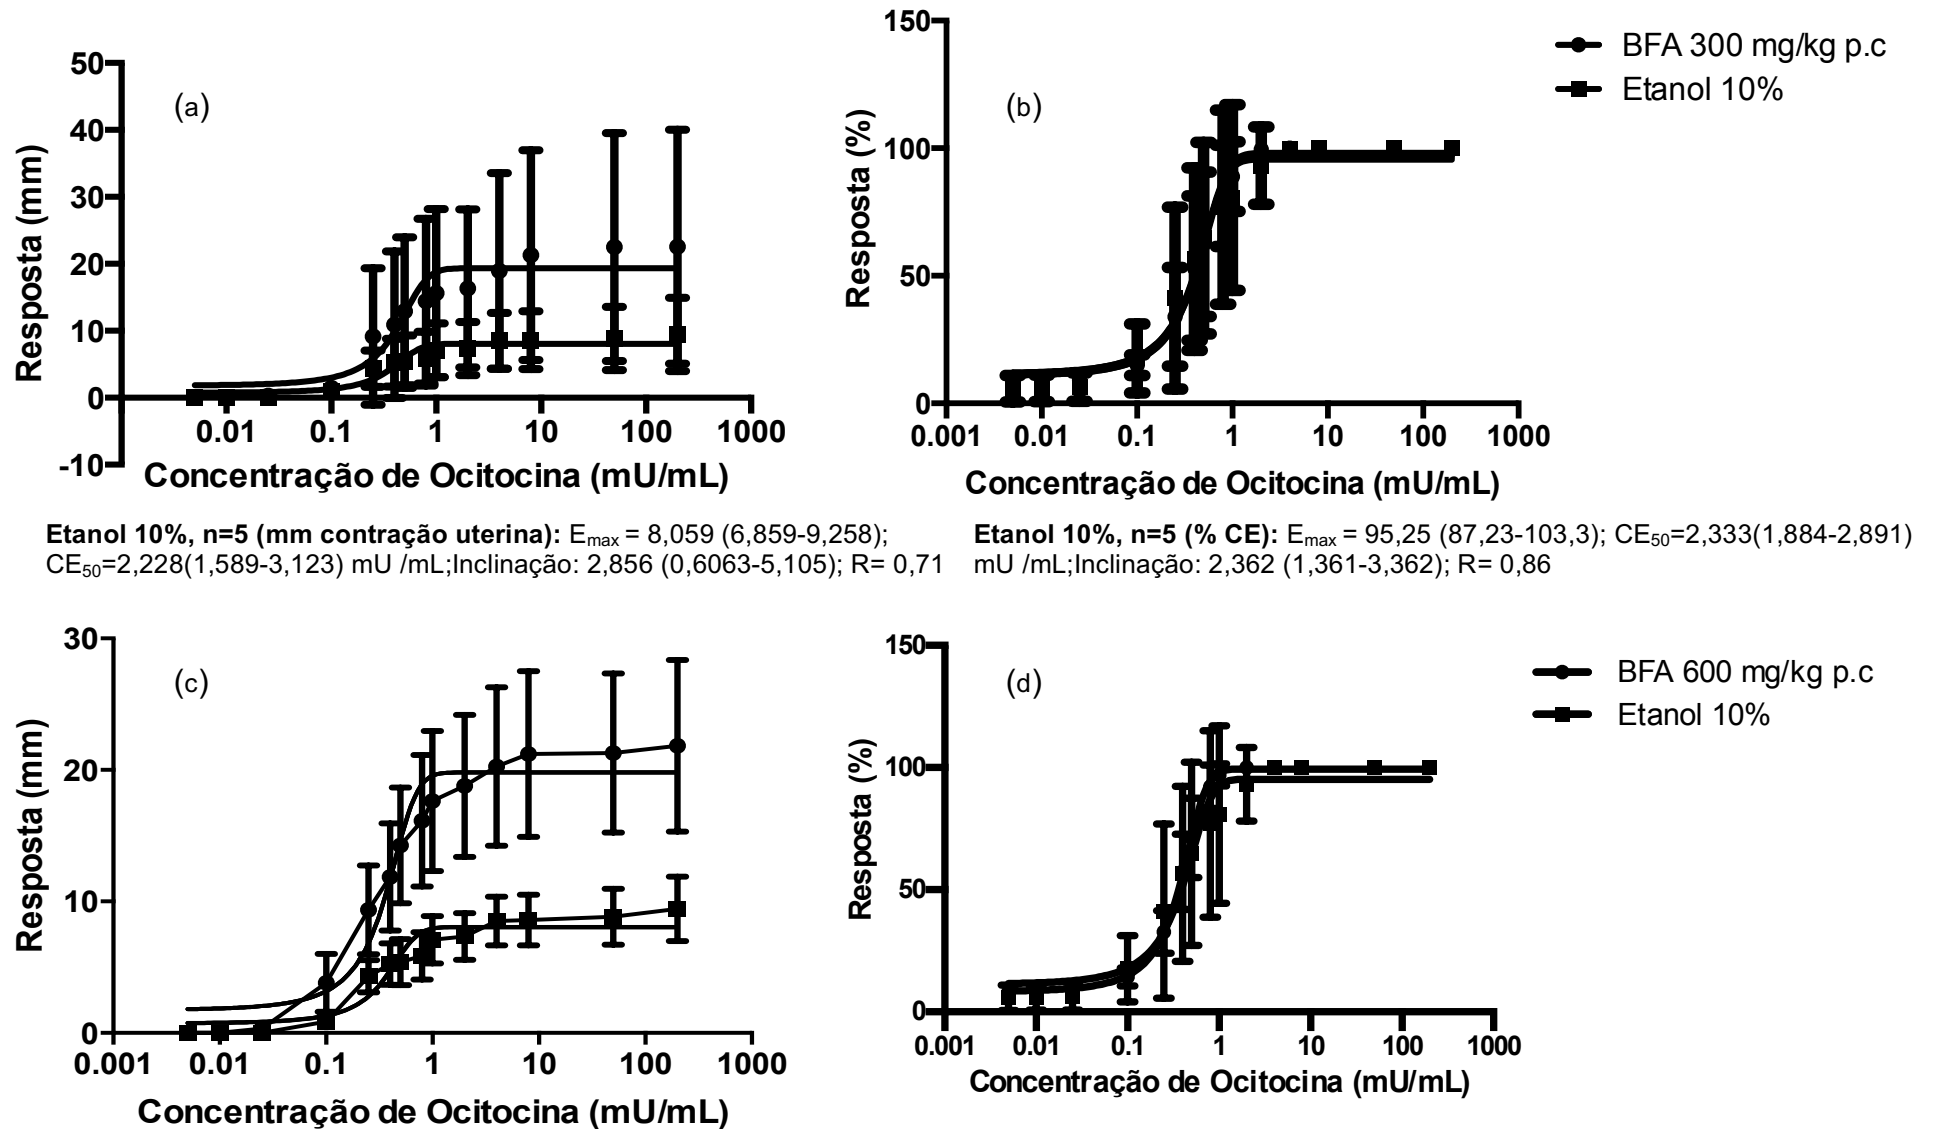 (a)
50
40
30
20
10
0
-10
Resposta (mm)
0.01 0.1 1 10 100 1000
Concentração de Ocitocina (mU/mL)
(b)
150
100
50
0
Resposta (%)
0.001 0.01 0.1 1 10 100 1000
Concentração de Ocitocina (mU/mL)
BFA 300 mg/kg p.c
Etanol 10%
Etanol 10%, n=5 (mm contração uterina): Emax = 8,059 (6,859-9,258);
CE50=2,228(1,589-3,123) mU /mL;Inclinação: 2,856 (0,6063-5,105); R= 0,71
Etanol 10%, n=5 (% CE): Emax = 95,25 (87,23-103,3); CE50=2,333(1,884-2,891)
mU /mL;Inclinação: 2,362 (1,361-3,362); R= 0,86
(c)
30
20
10
0
Resposta (mm)
0.001 0.01 0.1 1 10 100 1000
Concentração de Ocitocina (mU/mL)
(d)
150
100
50
0
Resposta (%)
0.001 0.01 0.1 1 10 100 1000
Concentração de Ocitocina (mU/mL)
BFA 600 mg/kg p.c
Etanol 10%